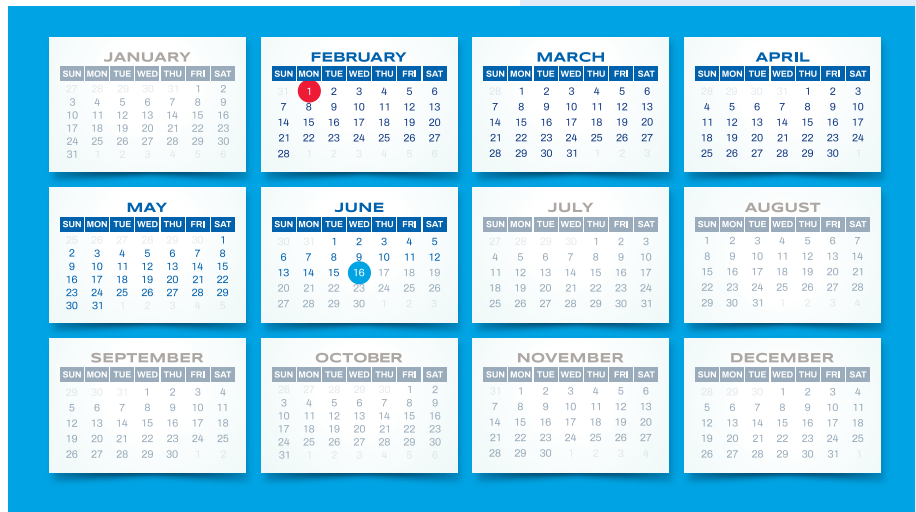 JANUARY
SUN MON TUE WED THU FRI SAT
27 28 29 30 31 1 2
3 4 5 6 7 8 9
10 11 12 13 14 15 16
17 18 19 20 21 22 23
24 25 26 27 28 29 30
31 1 2 3 4 5 6
FEBRUARY
SUN MON TUE WED THU FRI SAT
31 1 2 3 4 5 6
7 8 9 10 11 12 13
14 15 16 17 18 19 20
21 22 23 24 25 26 27
28 1 2 3 4 5 6
MARCH
SUN MON TUE WED THU FRI SAT
28 1 2 3 4 5 6
7 8 9 10 11 12 13
14 15 16 17 18 19 20
21 22 23 24 25 26 27
28 29 30 31 1 2 3
APRIL
SUN MON TUE WED THU FRI SAT
28 29 30 31 1 2 3
4 5 6 7 8 9 10
11 12 13 14 15 16 17
18 19 20 21 22 23 24
25 26 27 28 29 30 1
MAY
SUN MON TUE WED THU FRI SAT
25 26 27 28 29 30 1
2 3 4 5 6 7 8
9 10 11 12 13 14 15
16 17 18 19 20 21 22
23 24 25 26 27 28 29
30 31 1 2 3 4 5
JUNE
SUN MON TUE WED THU FRI SAT
30 31 1 2 3 4 5
6 7 8 9 10 11 12
13 14 15 16 17 18 19
20 21 22 23 24 25 26
27 28 29 30 1 2 3
JULY
SUN MON TUE WED THU FRI SAT
27 28 29 30 1 2 3
4 5 6 7 8 9 10
11 12 13 14 15 16 17
18 19 20 21 22 23 24
25 26 27 28 29 30 31
AUGUST
SUN MON TUE WED THU FRI SAT
1 2 3 4 5 6 7
8 9 10 11 12 13 14
15 16 17 18 19 20 21
22 23 24 25 26 27 28
29 30 31 1 2 3 4
SEPTEMBER
SUN MON TUE WED THU FRI SAT
29 30 31 1 2 3 4
5 6 7 8 9 10 11
12 13 14 15 16 17 18
19 20 21 22 23 24 25
26 27 28 29 30 1 2
OCTOBER
SUN MON TUE WED THU FRI SAT
26 27 28 29 30 1 2
3 4 5 6 7 8 9
10 11 12 13 14 15 16
17 18 19 20 21 22 23
24 25 26 27 28 29 30
31 1 2 3 4 5 6
NOVEMBER
SUN MON TUE WED THU FRI SAT
31 1 2 3 4 5 6
7 8 9 10 11 12 13
14 15 16 17 18 19 20
21 22 23 24 25 26 27
28 29 30 1 2 3 4
DECEMBER
SUN MON TUE WED THU FRI SAT
28 29 30 1 2 3 4
5 6 7 8 9 10 11
12 13 14 15 16 17 18
19 20 21 22 23 24 25
26 27 28 29 30 31 1